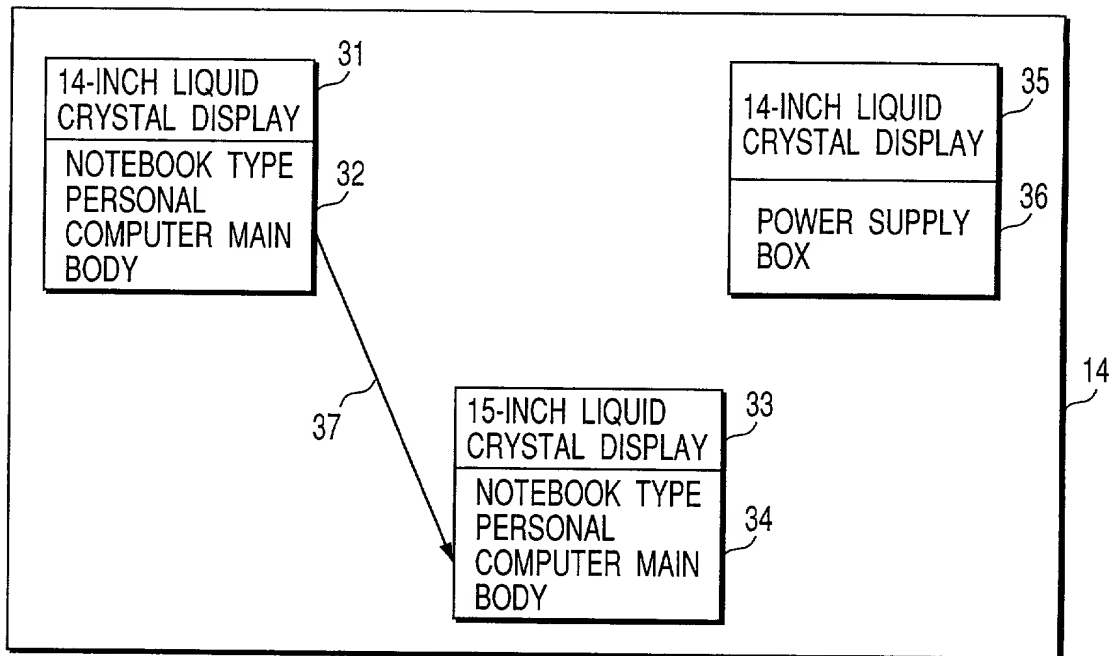 31
14-INCH LIQUID
CRYSTAL DISPLAY
32
NOTEBOOK TYPE
PERSONAL
COMPUTER MAIN
BODY
35
14-INCH LIQUID
CRYSTAL DISPLAY
36
POWER SUPPLY
BOX
14
37
33
15-INCH LIQUID
CRYSTAL DISPLAY
34
NOTEBOOK TYPE
PERSONAL
COMPUTER MAIN
BODY